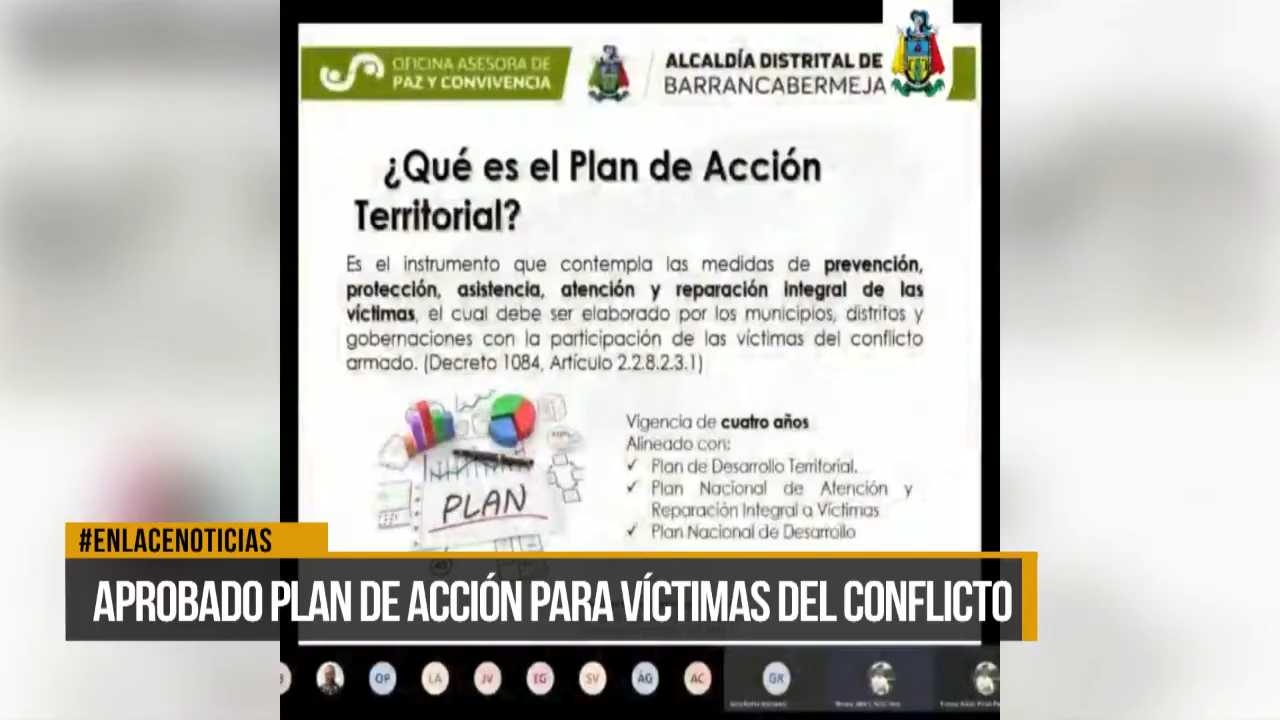 OFICINA ASESORA DE
PAZ Y CONVIVENCIA
ALCALDÍA DISTRITAL DE
BARRANCABERMEJA
¿Qué es el Plan de Acción
Territorial?
Es el instrumento que contempla las medidas de prevención,
protección, asistencia, atención y reparación integral de las
víctimas, el cual debe ser elaborado por los municipios, distritos y
gobernaciones con la participación de las víctimas del conflicto
armado. (Decreto 1084, Artículo 2.2.8.2.3.1)
PLAN
Vigencia de cuatro años
Alineado con:
✓ Plan de Desarrollo Territorial.
✓ Plan Nacional de Atención y
Reparación Integral a Víctimas
✓ Plan Nacional de Desarrollo
#ENLACENOTICIAS
APROBADO PLAN DE ACCIÓN PARA VÍCTIMAS DEL CONFLICTO
OP LA JV EG SV AG AC GR